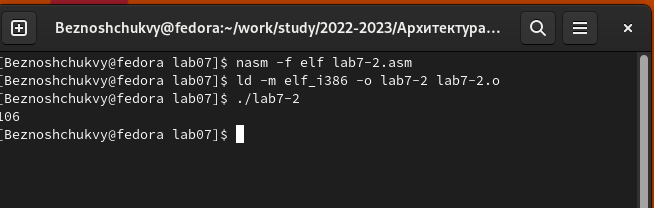 Beznoshchukvy@fedora:~/work/study/2022-2023/Архитектура...
[Beznoshchukvy@fedora lab07]$ nasm -f elf lab7-2.asm
[Beznoshchukvy@fedora lab07]$ ld -m elf_i386 -o lab7-2 lab7-2.o
[Beznoshchukvy@fedora lab07]$ ./lab7-2
106
[Beznoshchukvy@fedora lab07]$